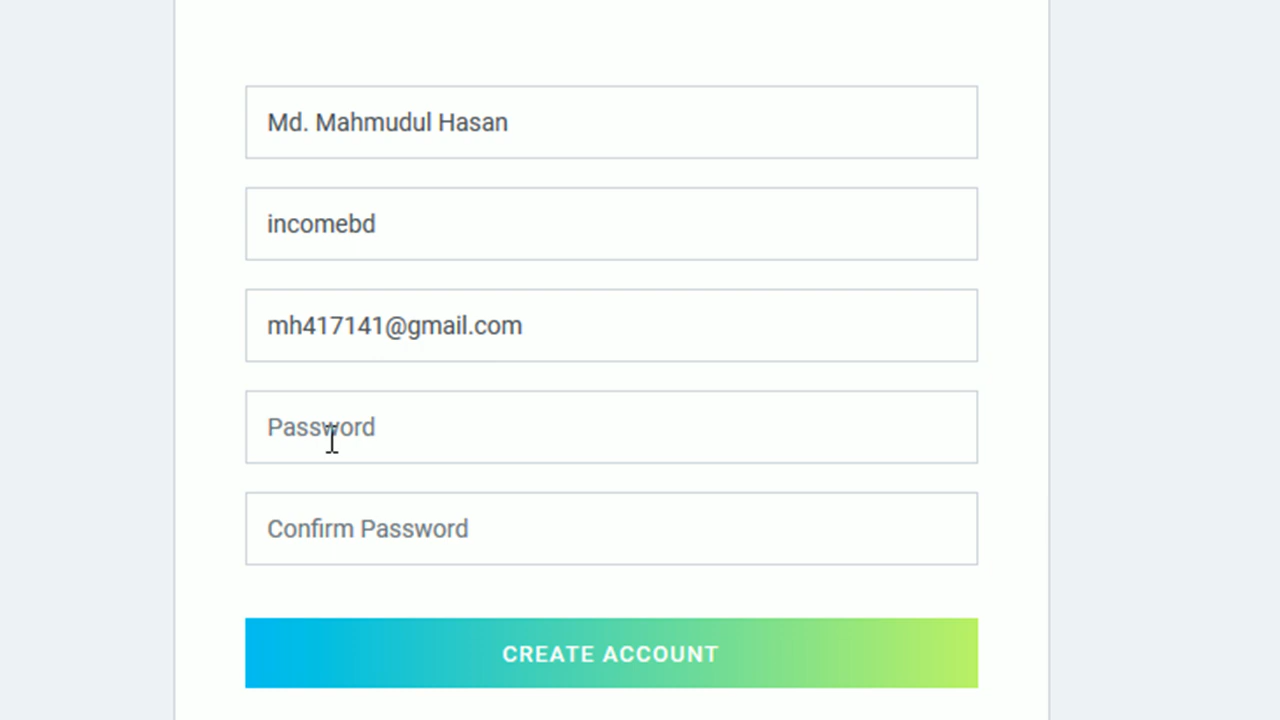 Md. Mahmudul Hasan
incomebd
mh417141@gmail.com
Password
Confirm Password
CREATE ACCOUNT